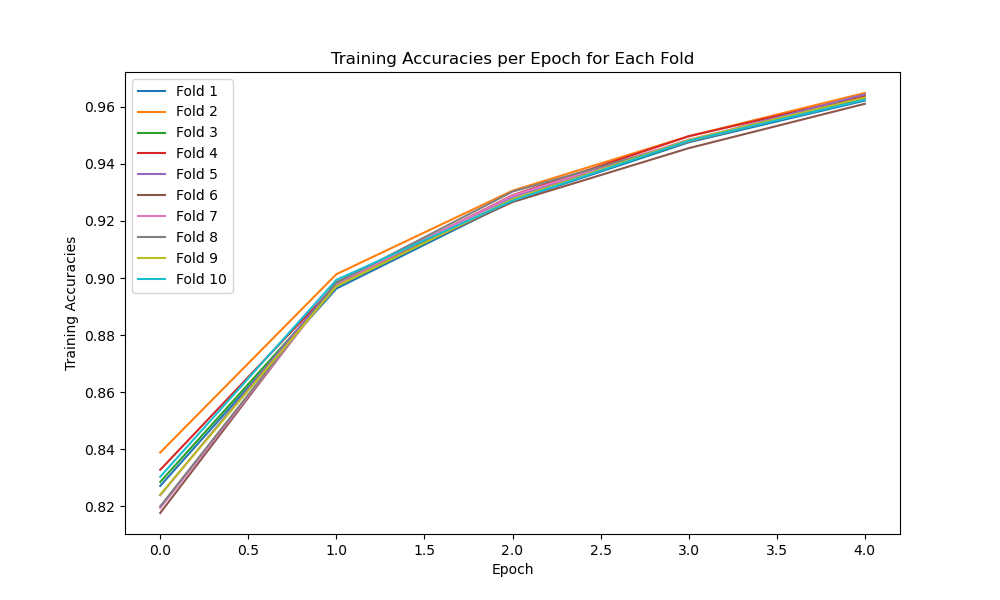 Training Accuracies per Epoch for Each Fold
Training Accuracies
0.96
0.94
0.92
0.90
0.88
0.86
0.84
0.82
Fold 1
Fold 2
Fold 3
Fold 4
Fold 5
Fold 6
Fold 7
Fold 8
Fold 9
Fold 10
0.0 0.5 1.0 1.5 2.0 2.5 3.0 3.5 4.0
Epoch